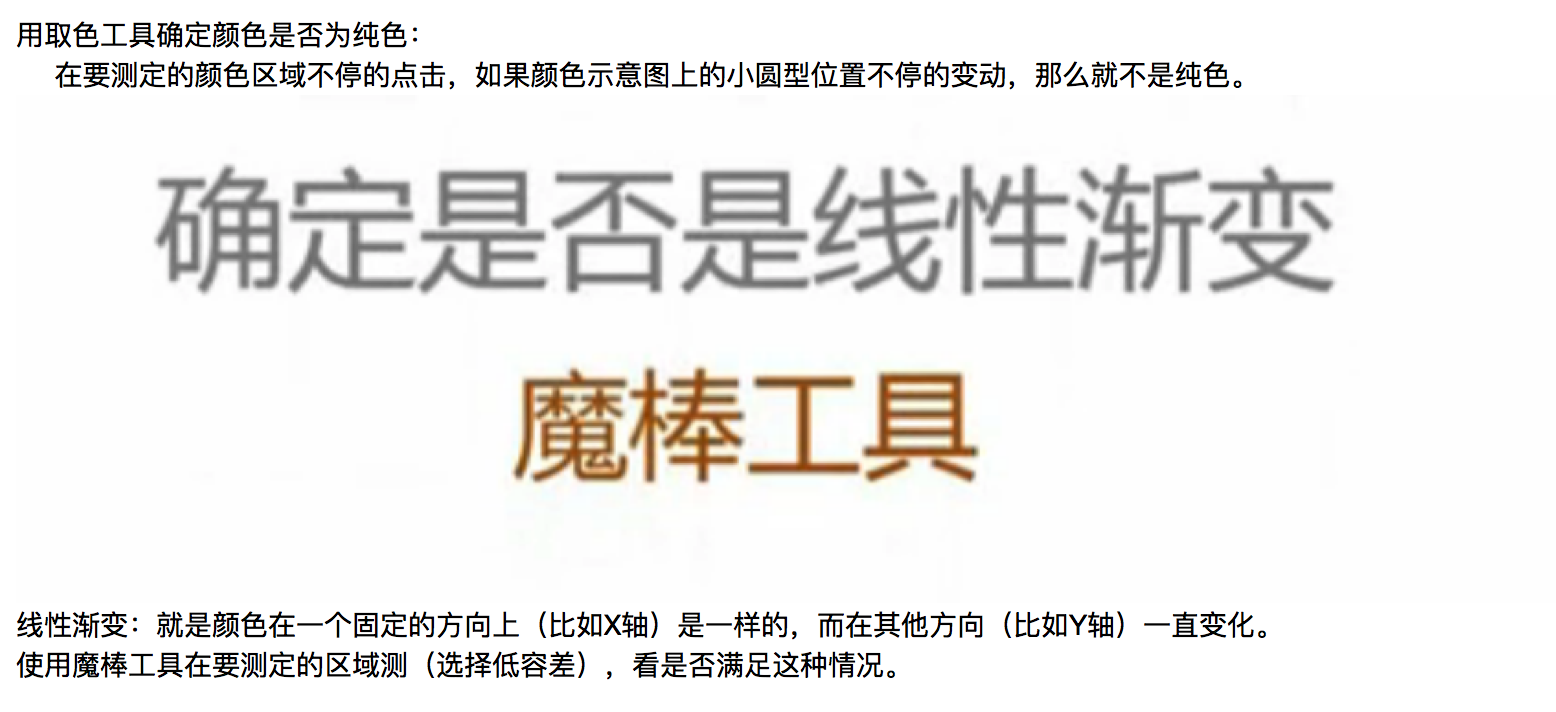 用取色工具确定颜色是否为纯色：
在要测定的颜色区域不停的点击，如果颜色示意图上的小圆型位置不停的变动，那么就不是纯色。
确定是否是线性渐变
魔棒工具
线性渐变：就是颜色在一个固定的方向上（比如X轴）是一样的，而在其他方向（比如Y轴）一直变化。
使用魔棒工具在要测定的区域测（选择低容差），看是否满足这种情况。